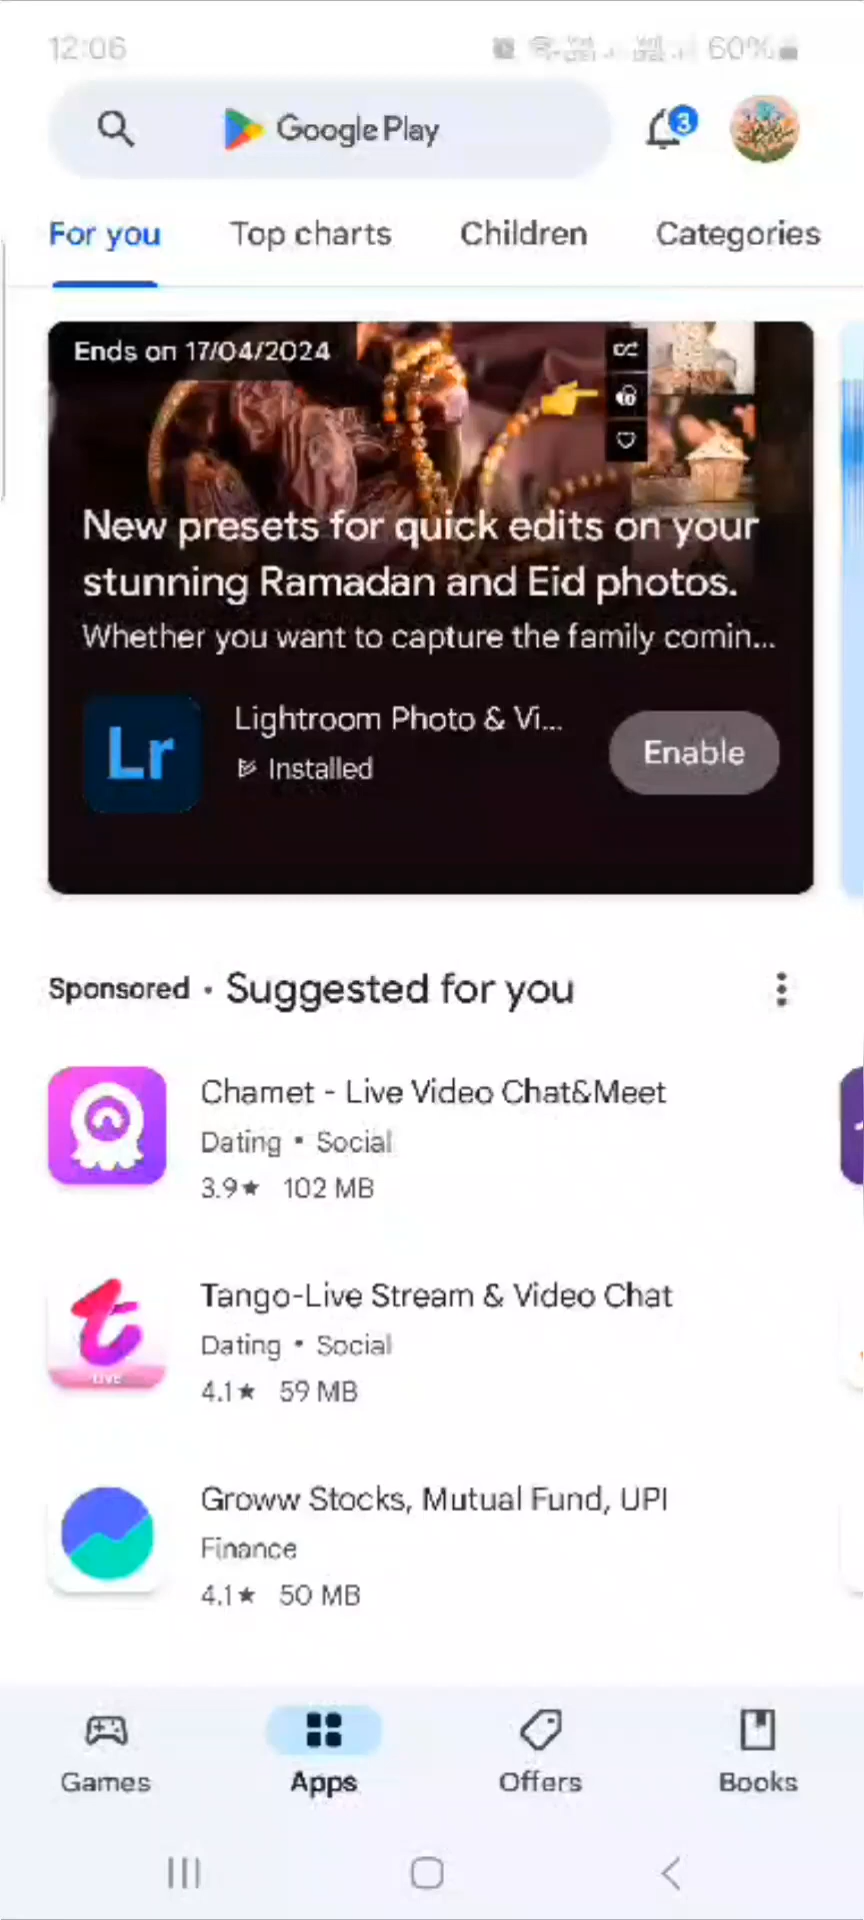 12:06
60%
Google Play
3
For you Top charts Children Categories
Ends on 17/04/2024
New presets for quick edits on your
stunning Ramadan and Eid photos.
Whether you want to capture the family comin...
Lr
Lightroom Photo & Vi...
Installed
Enable
Sponsored • Suggested for you
Chamet - Live Video Chat&Meet
Dating • Social
3.9★ 102 MB
t
LIVE
Tango-Live Stream & Video Chat
Dating • Social
4.1★ 59 MB
Groww Stocks, Mutual Fund, UPI
Finance
4.1★ 50 MB
Games Apps Offers Books